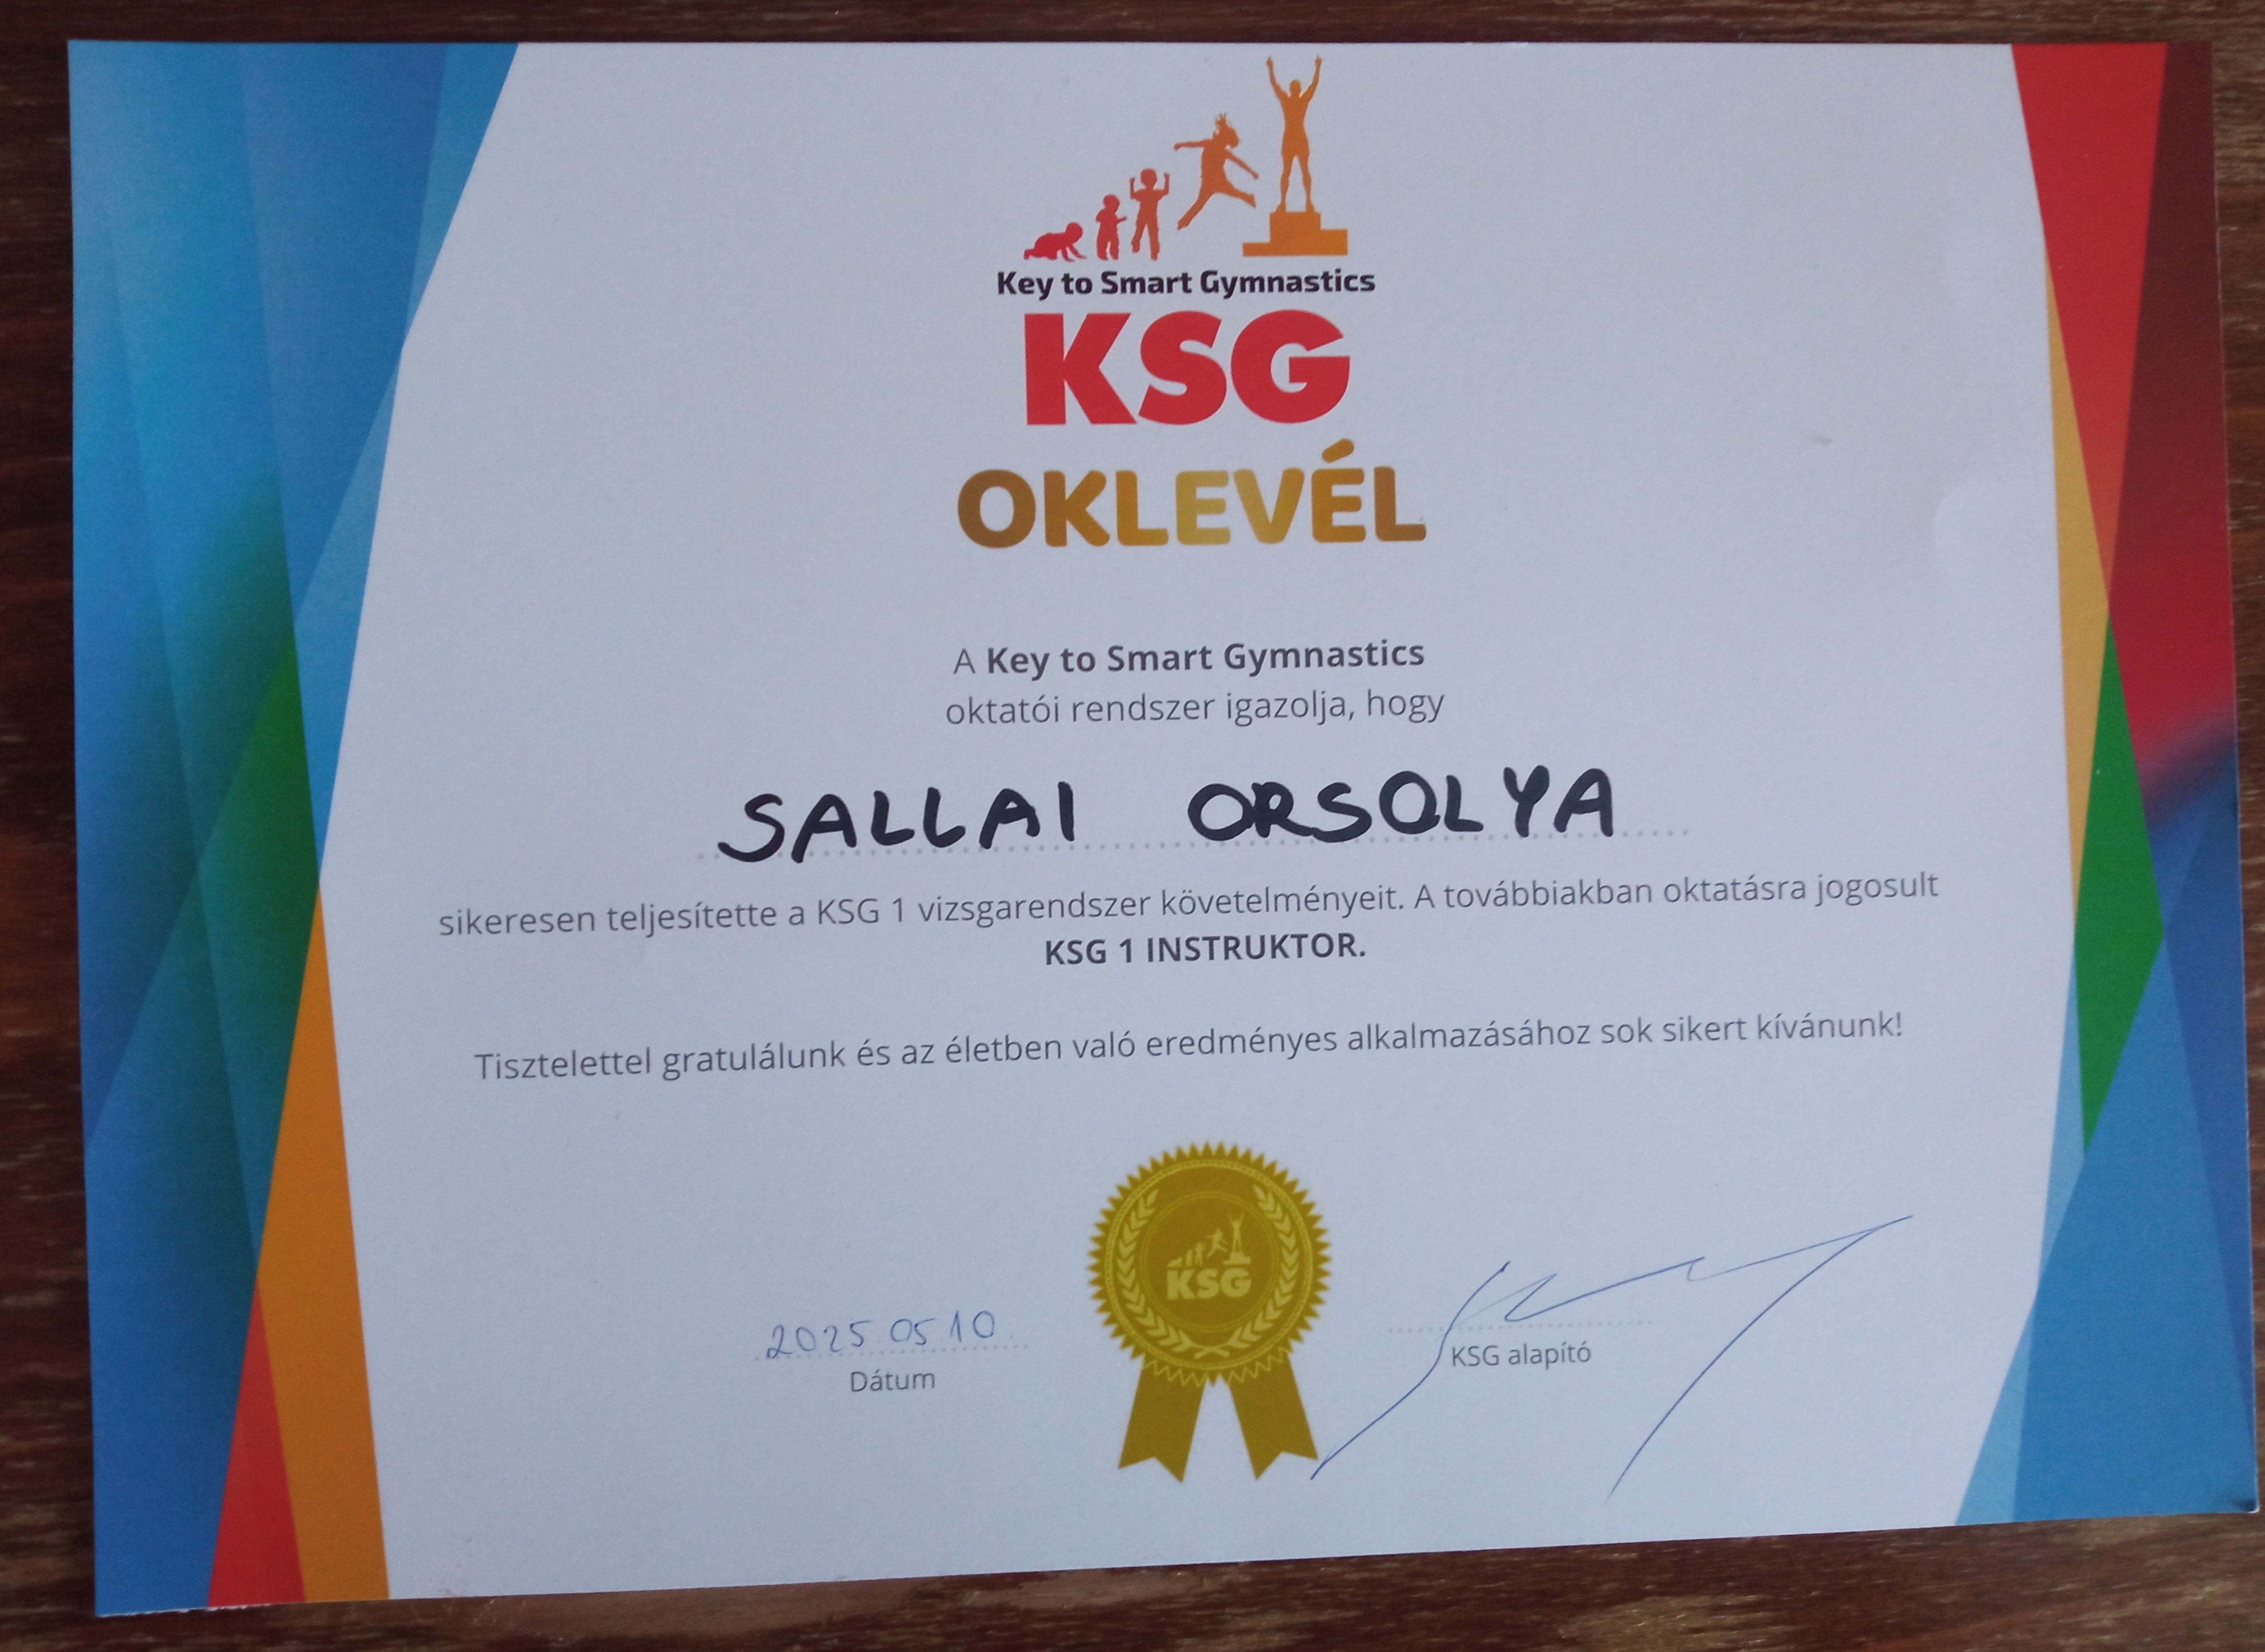 Key to Smart Gymnastics
KSG
OKLEVÉL
A Key to Smart Gymnastics
oktatói rendszer igazolja, hogy
SALLAI ORSOLYA
sikeresen teljesítette a KSG 1 vizsgarendszer követelményeit. A továbbiakban oktatásra jogosult
KSG 1 INSTRUKTOR.
Tisztelettel gratulálunk és az életben való eredményes alkalmazásához sok sikert kívánunk!
KSG
2025.05.10.
Dátum
KSG alapító